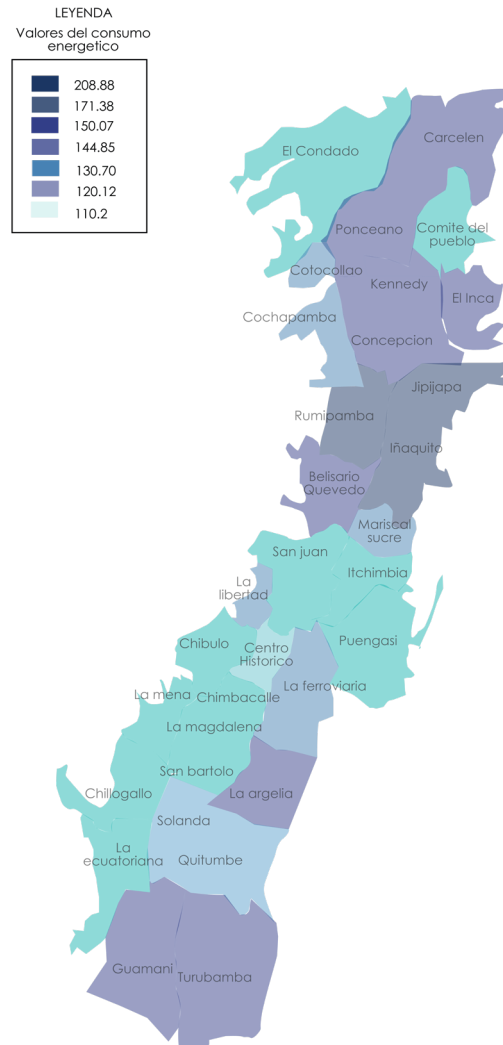 LEYENDA
Valores del consumo
energetico
208.88
171.38
150.07
144.85
130.70
120.12
110.2
Carcelen
El Condado
Ponceano
Comite del
pueblo
Cotocollao
Kennedy
El Inca
Cochapamba
Concepcion
Jipijapa
Rumipamba
Iñaquito
Belisario
Quevedo
Mariscal
sucre
San juan
Itchimbia
La
libertad
Chibulo
Centro
Historico
Puengasi
La ferroviaria
La mena
Chimbacalle
La magdalena
San bartolo
Chillogallo
La argelia
Solanda
La
ecuatoriana
Quitumbe
Guamani
Turubamba